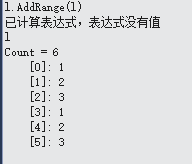 l.AddRange(l)
已计算表达式，表达式没有值
l
Count = 6
[0]: 1
[1]: 2
[2]: 3
[3]: 1
[4]: 2
[5]: 3